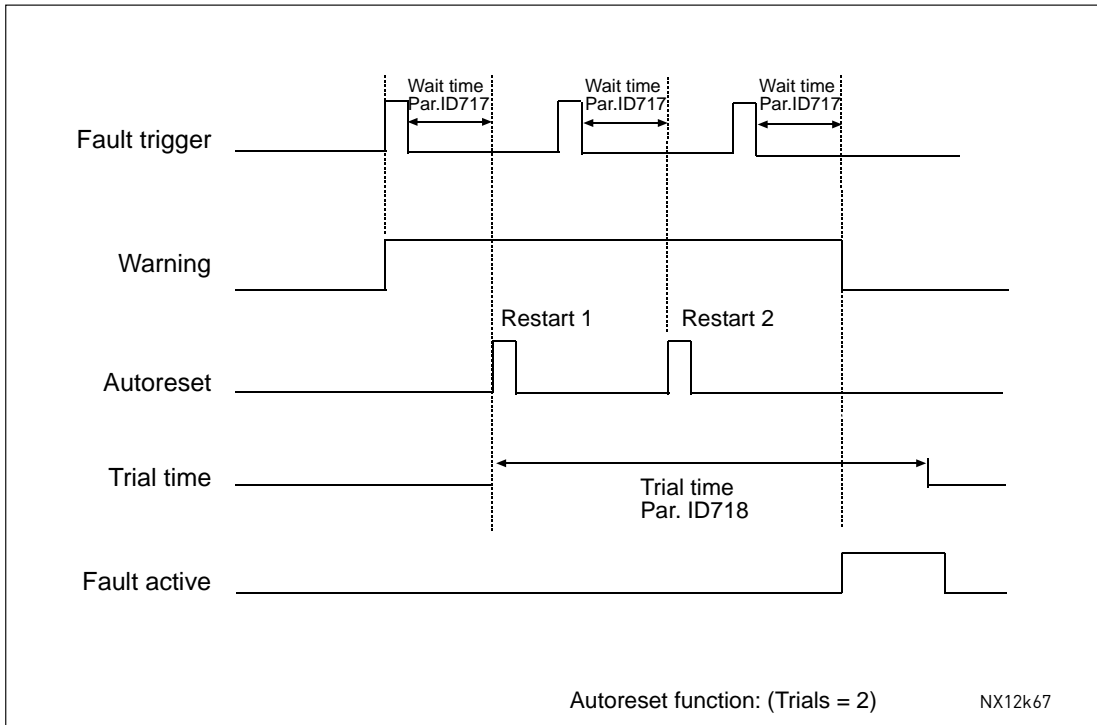 Wait time
Par.ID717
Wait time
Par.ID717
Wait time
Par.ID717
Fault trigger
Warning
Restart 1
Restart 2
Autoreset
Trial time
Trial time
Par. ID718
Fault active
Autoreset function: (Trials = 2)
NX12k67